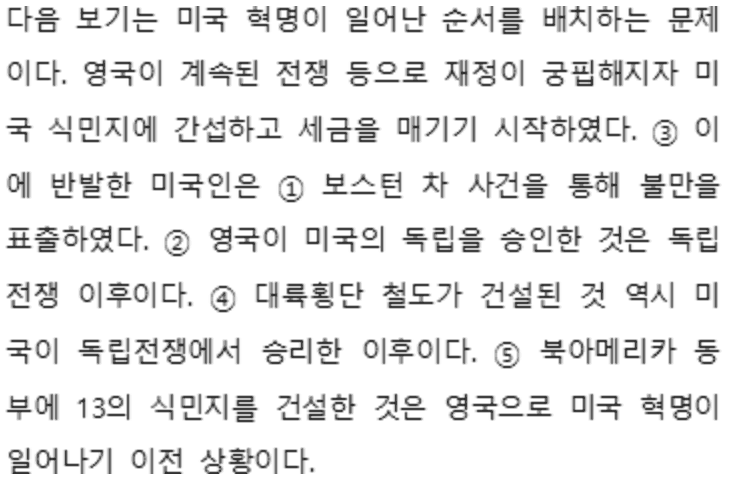 다음 보기는 미국 혁명이 일어난 순서를 배치하는 문제
이다. 영국이 계속된 전쟁 등으로 재정이 궁핍해지자 미
국 식민지에 간섭하고 세금을 매기기 시작하였다. ③ 이
에 반발한 미국인은 ① 보스턴 차 사건을 통해 불만을
표출하였다. ② 영국이 미국의 독립을 승인한 것은 독립
전쟁 이후이다. ④ 대륙횡단 철도가 건설된 것 역시 미
국이 독립전쟁에서 승리한 이후이다. ⑤ 북아메리카 동
부에 13의 식민지를 건설한 것은 영국으로 미국 혁명이
일어나기 이전 상황이다.